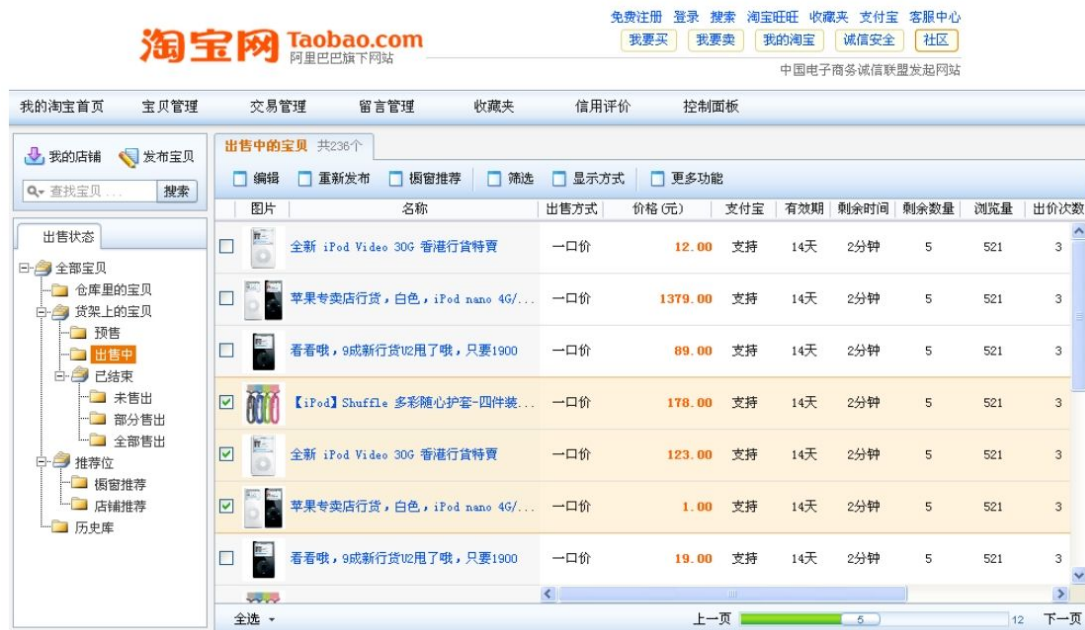 免费注册 登录 搜索 淘宝旺旺 收藏夹 支付宝 客服中心
淘宝网 Taobao.com
阿里巴巴旗下网站
我要买 我要卖 我的淘宝 诚信安全 社区
中国电子商务诚信联盟发起网站
我的淘宝首页 宝贝管理 交易管理 留言管理 收藏夹 信用评价 控制面板
我的店铺 发布宝贝
查找宝贝 ... 搜索
出售状态
全部宝贝
仓库里的宝贝
货架上的宝贝
预售
出售中
已结束
未售出
部分售出
全部售出
推荐位
橱窗推荐
店铺推荐
历史库
出售中的宝贝 共236个
编辑 重新发布 橱窗推荐 筛选 显示方式 更多功能
图片 名称 出售方式 价格(元) 支付宝 有效期 剩余时间 剩余数量 浏览量 出价次数
全新 iPod Video 30G 香港行貨特賣 一口价 12.00 支持 14天 2分钟 5 521 3
苹果专卖店行货，白色，iPod nano 4G/... 一口价 1379.00 支持 14天 2分钟 5 521 3
看看哦，9成新行货U2甩了哦，只要1900 一口价 89.00 支持 14天 2分钟 5 521 3
【iPod】Shuffle 多彩随心护套-四件装... 一口价 178.00 支持 14天 2分钟 5 521 3
全新 iPod Video 30G 香港行貨特賣 一口价 123.00 支持 14天 2分钟 5 521 3
苹果专卖店行货，白色，iPod nano 4G/... 一口价 1.00 支持 14天 2分钟 5 521 3
看看哦，9成新行货U2甩了哦，只要1900 一口价 19.00 支持 14天 2分钟 5 521 3
全选 上一页 5 12 下一页